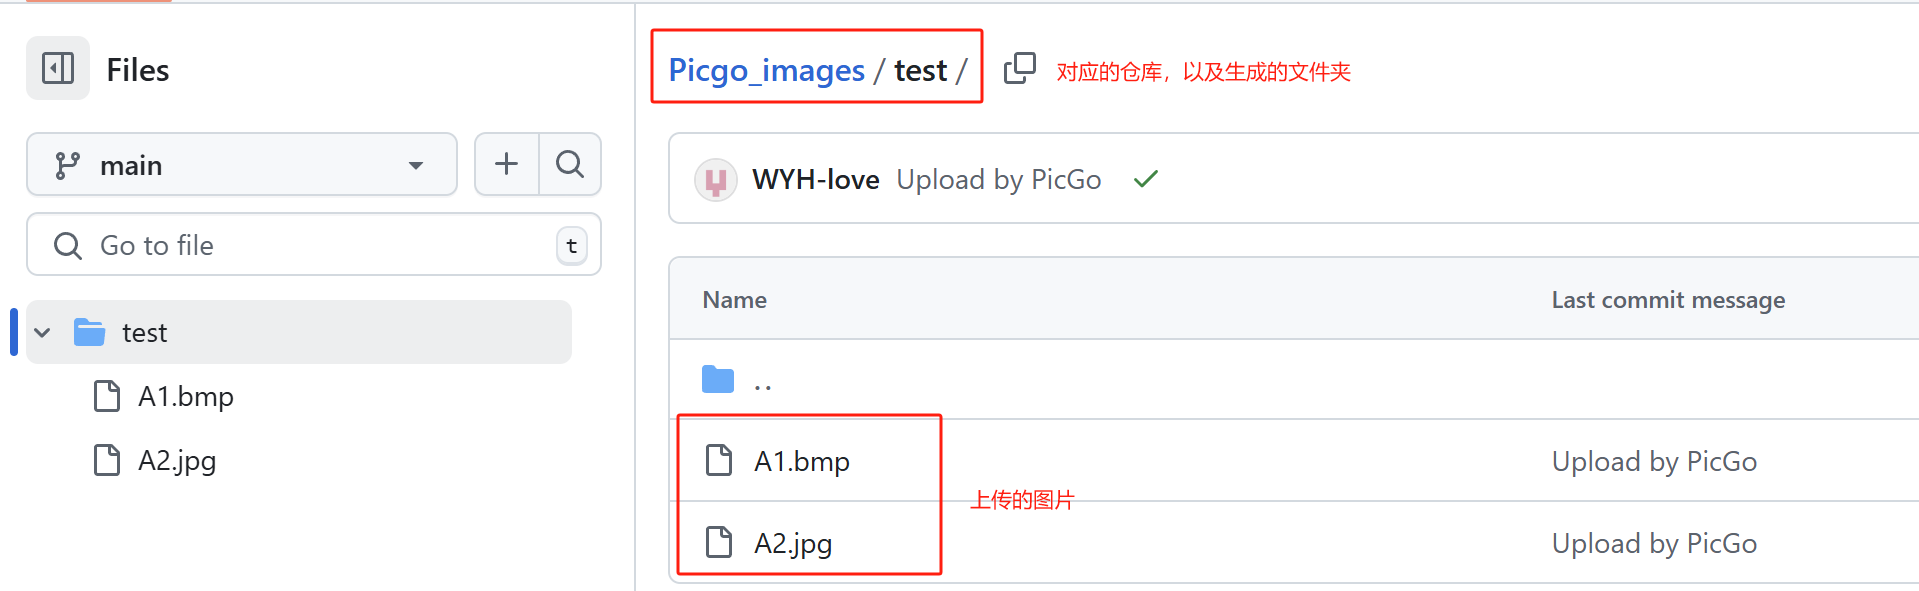 Files
main
Go to file
t
test
A1.bmp
A2.jpg
Picgo_images / test /
对应的仓库，以及生成的文件夹
WYH-love Upload by PicGo
Name Last commit message
..
A1.bmp Upload by PicGo
上传的图片
A2.jpg Upload by PicGo